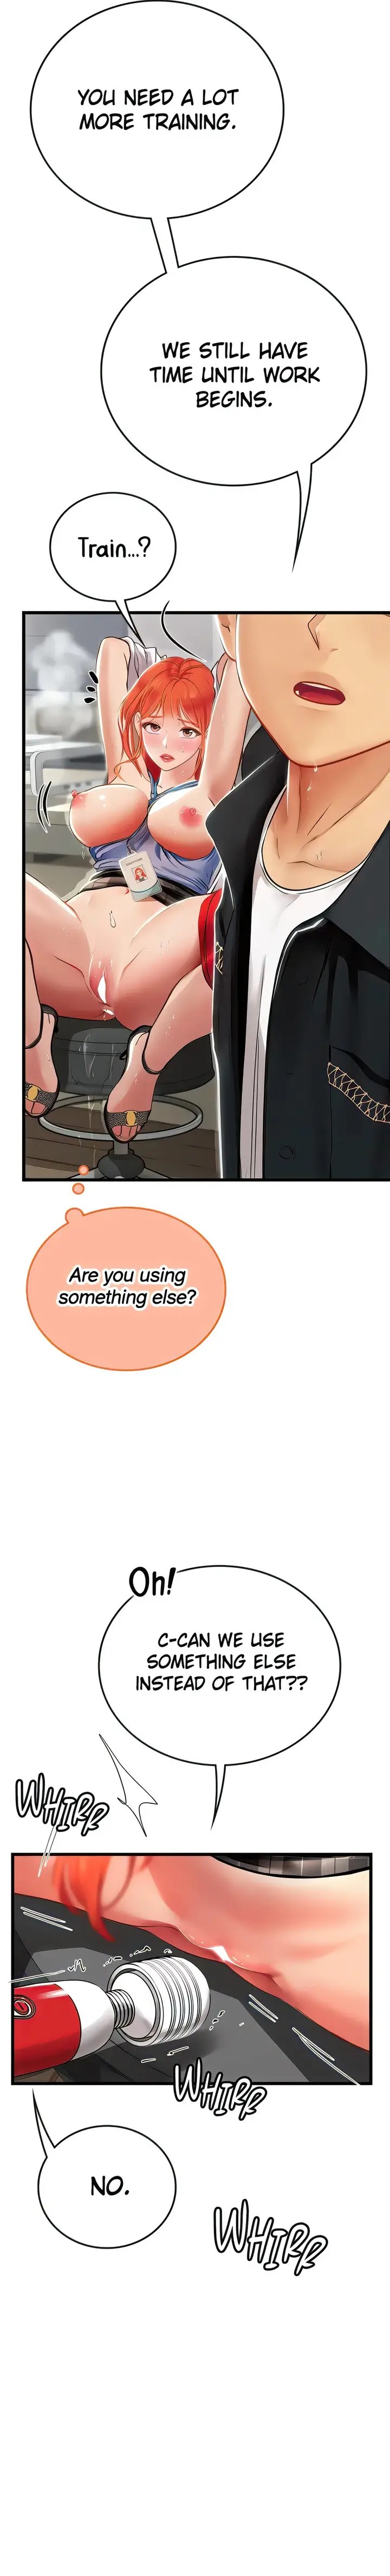 YOU NEED A LOT
MORE TRAINING.
WE STILL HAVE
TIME UNTIL WORK
BEGINS.
Train...?
Are you using
something else?
Oh!
C-CAN WE USE
SOMETHING ELSE
INSTEAD OF THAT??
WHIRR
WHIRR
NO.
WHIRR